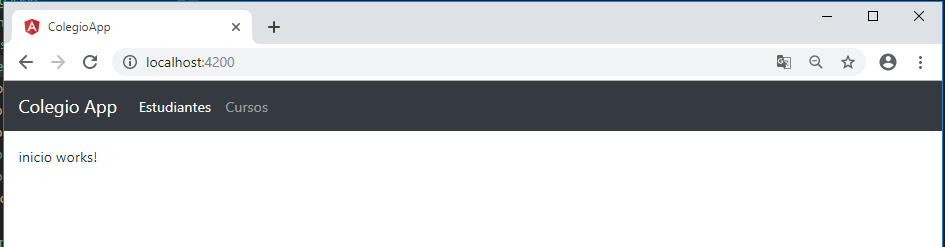 ColegioApp
localhost:4200
Colegio App Estudiantes Cursos
inicio works!